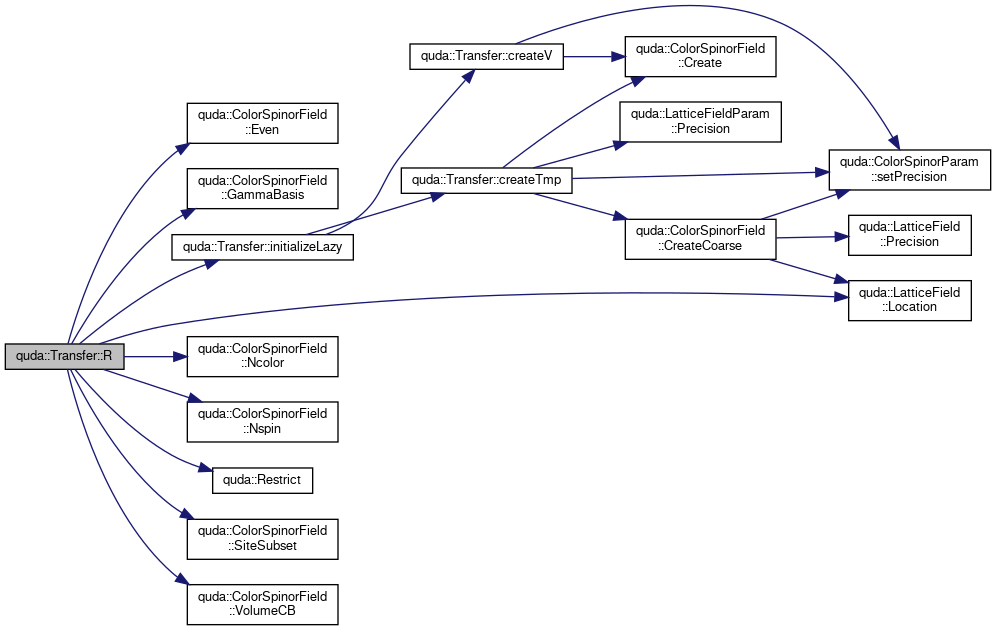 quda::Transfer::R
quda::ColorSpinorField
::Even
quda::ColorSpinorField
::GammaBasis
quda::Transfer::initializeLazy
quda::ColorSpinorField
::Ncolor
quda::ColorSpinorField
::Nspin
quda::Restrict
quda::ColorSpinorField
::SiteSubset
quda::ColorSpinorField
::VolumeCB
quda::Transfer::createV
quda::Transfer::createTmp
quda::ColorSpinorField
::Create
quda::LatticeFieldParam
::Precision
quda::ColorSpinorField
::CreateCoarse
quda::ColorSpinorParam
::setPrecision
quda::LatticeField
::Precision
quda::LatticeField
::Location